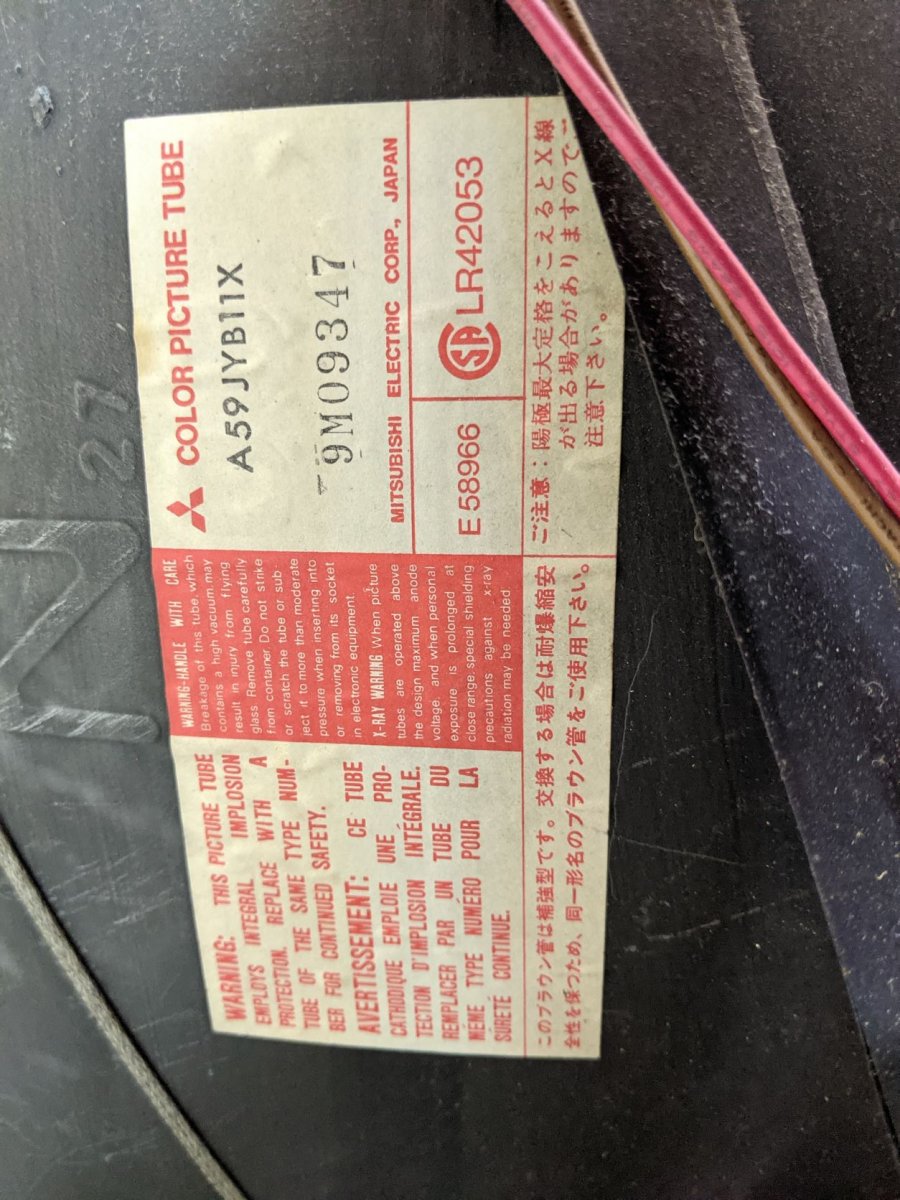 N 27
WARNING: THIS PICTURE TUBE
EMPLOYS INTEGRAL IMPLOSION
PROTECTION. REPLACE WITH A
TUBE OF THE SAME TYPE NUM-
BER FOR CONTINUED SAFETY.
AVERTISSEMENT: CE TUBE
CATHODIQUE EMPLOIE UNE PRO-
TECTION D'IMPLOSION INTÉGRALE.
REMPLACER PAR UN TUBE DU
MÊME TYPE NUMÉRO POUR LA
SÛRETÉ CONTINUE.
WARNING-HANDLE WITH CARE
Breakage of this tube, which
contains a high vacuum, may
result in injury from flying
glass. Remove tube carefully
from container. Do not strike
or scratch the tube or sub-
ject it to more than moderate
pressure when inserting into
or removing from its socket
in electronic equipment.
X-RAY WARNING When picture
tubes are operated above
the design maximum anode
voltage, and when personal
exposure is prolonged at
close range, special shielding
precautions against x-ray
radiation may be needed
COLOR PICTURE TUBE
A59JYB11X
9M09347
MITSUBISHI ELECTRIC CORP., JAPAN
E 58966
SA LR42053
このブラウン管は補強型です。交換する場合は耐爆縮安
全性を保つため、同一形名のブラウン管をご使用下さい。
ご注意：陽極最大定格をこえるとX線
が出る場合がありますのでご
注意下さい。